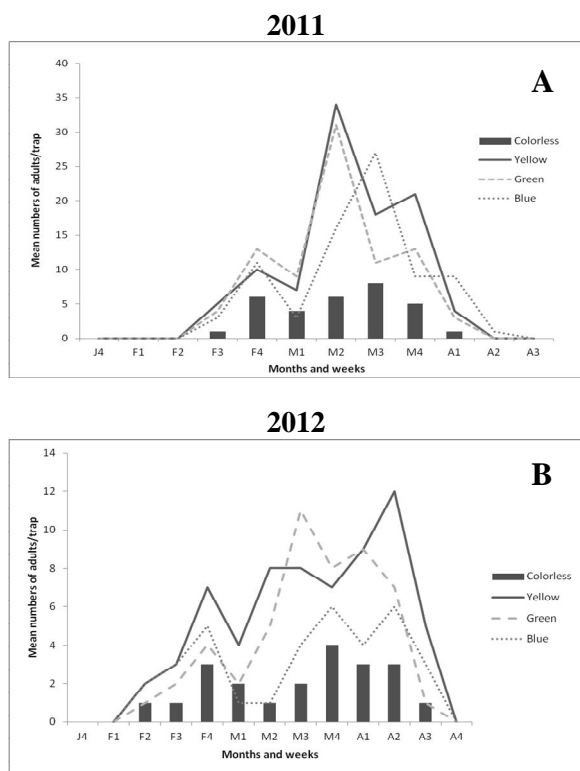 2011
A
40
35
30
25
20
15
10
5
0
Mean numbers of adults/trap
J4 F1 F2 F3 F4 M1 M2 M3 M4 A1 A2 A3
Months and weeks
Colorless
Yellow
Green
Blue
2012
B
14
12
10
8
6
4
2
0
Mean numbers of adults/trap
J4 F1 F2 F3 F4 M1 M2 M3 M4 A1 A2 A3 A4
Months and weeks
Colorless
Yellow
Green
Blue